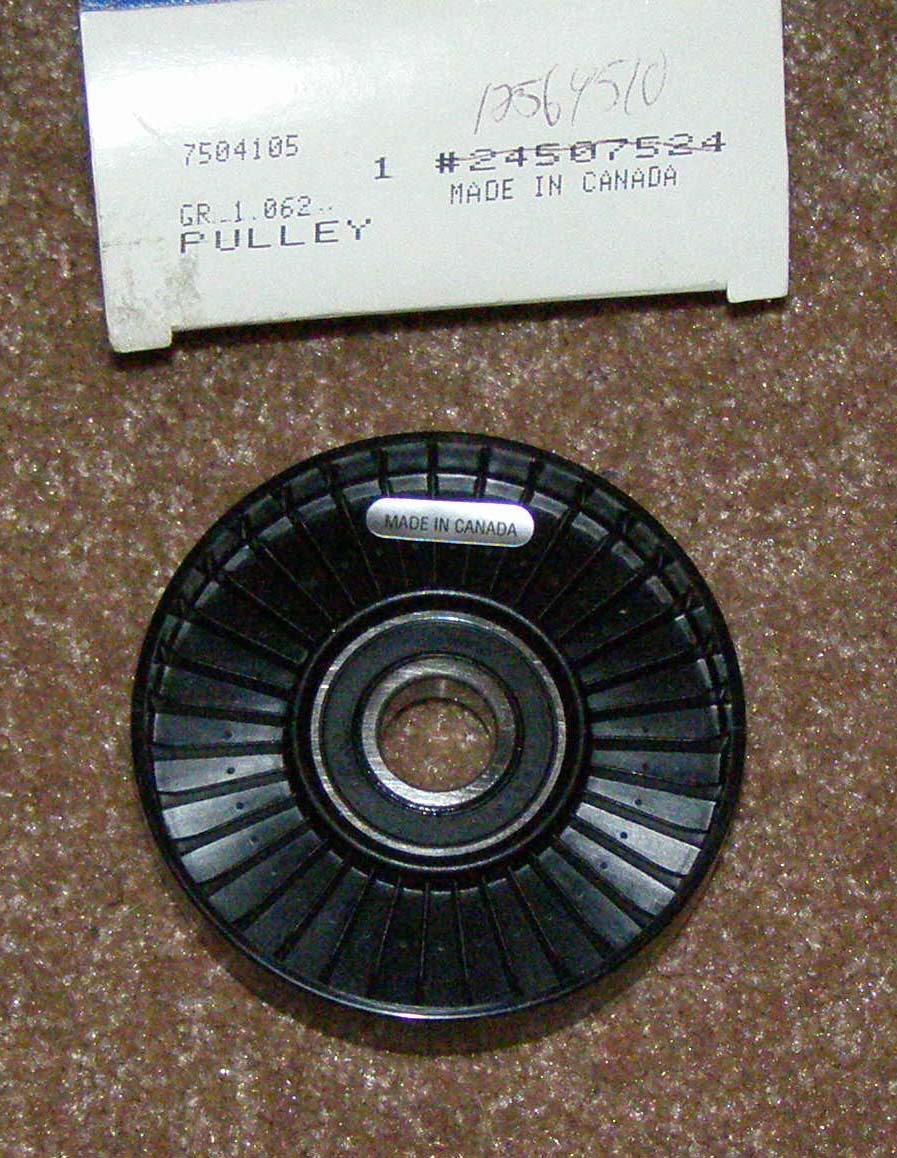 12564510
7504105
1 #24507524
MADE IN CANADA
GR. 1.062
PULLEY
MADE IN CANADA